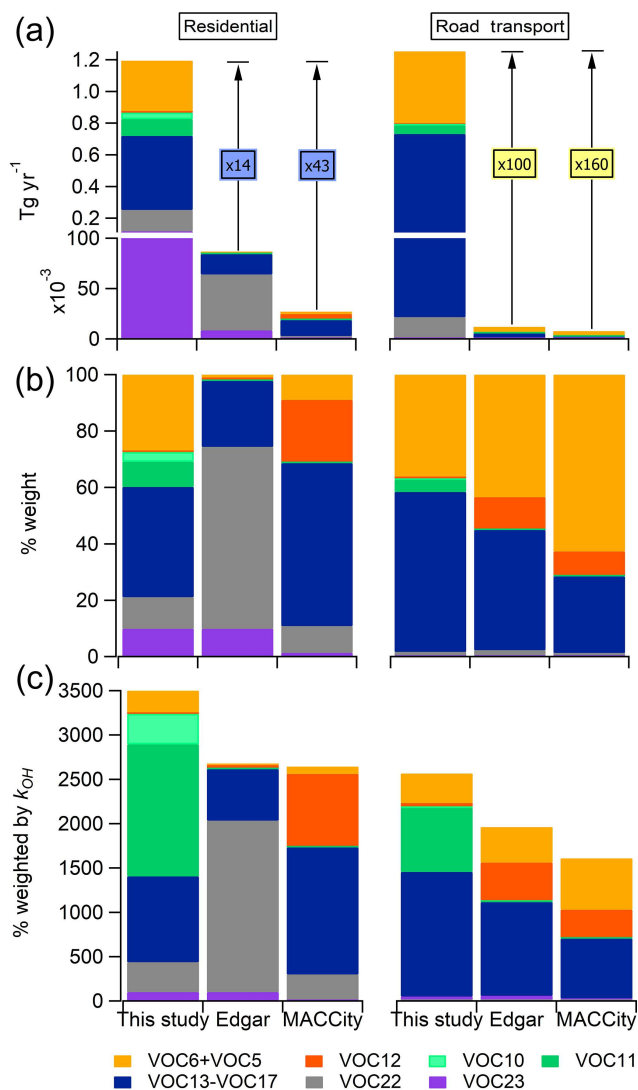 (a)
Residential
Road transport
1.2
1.0
0.8
0.6
0.4
0.2
Tg yr⁻¹
x14
x43
x100
x160
100
50
0
x10⁻³
(b)
100
80
60
40
20
0
% weight
(c)
3500
3000
2500
2000
1500
1000
500
0
% weighted by kOH
This study Edgar MACCity
This study Edgar MACCity
VOC6+VOC5 VOC12 VOC10 VOC11
VOC13-VOC17 VOC22 VOC23